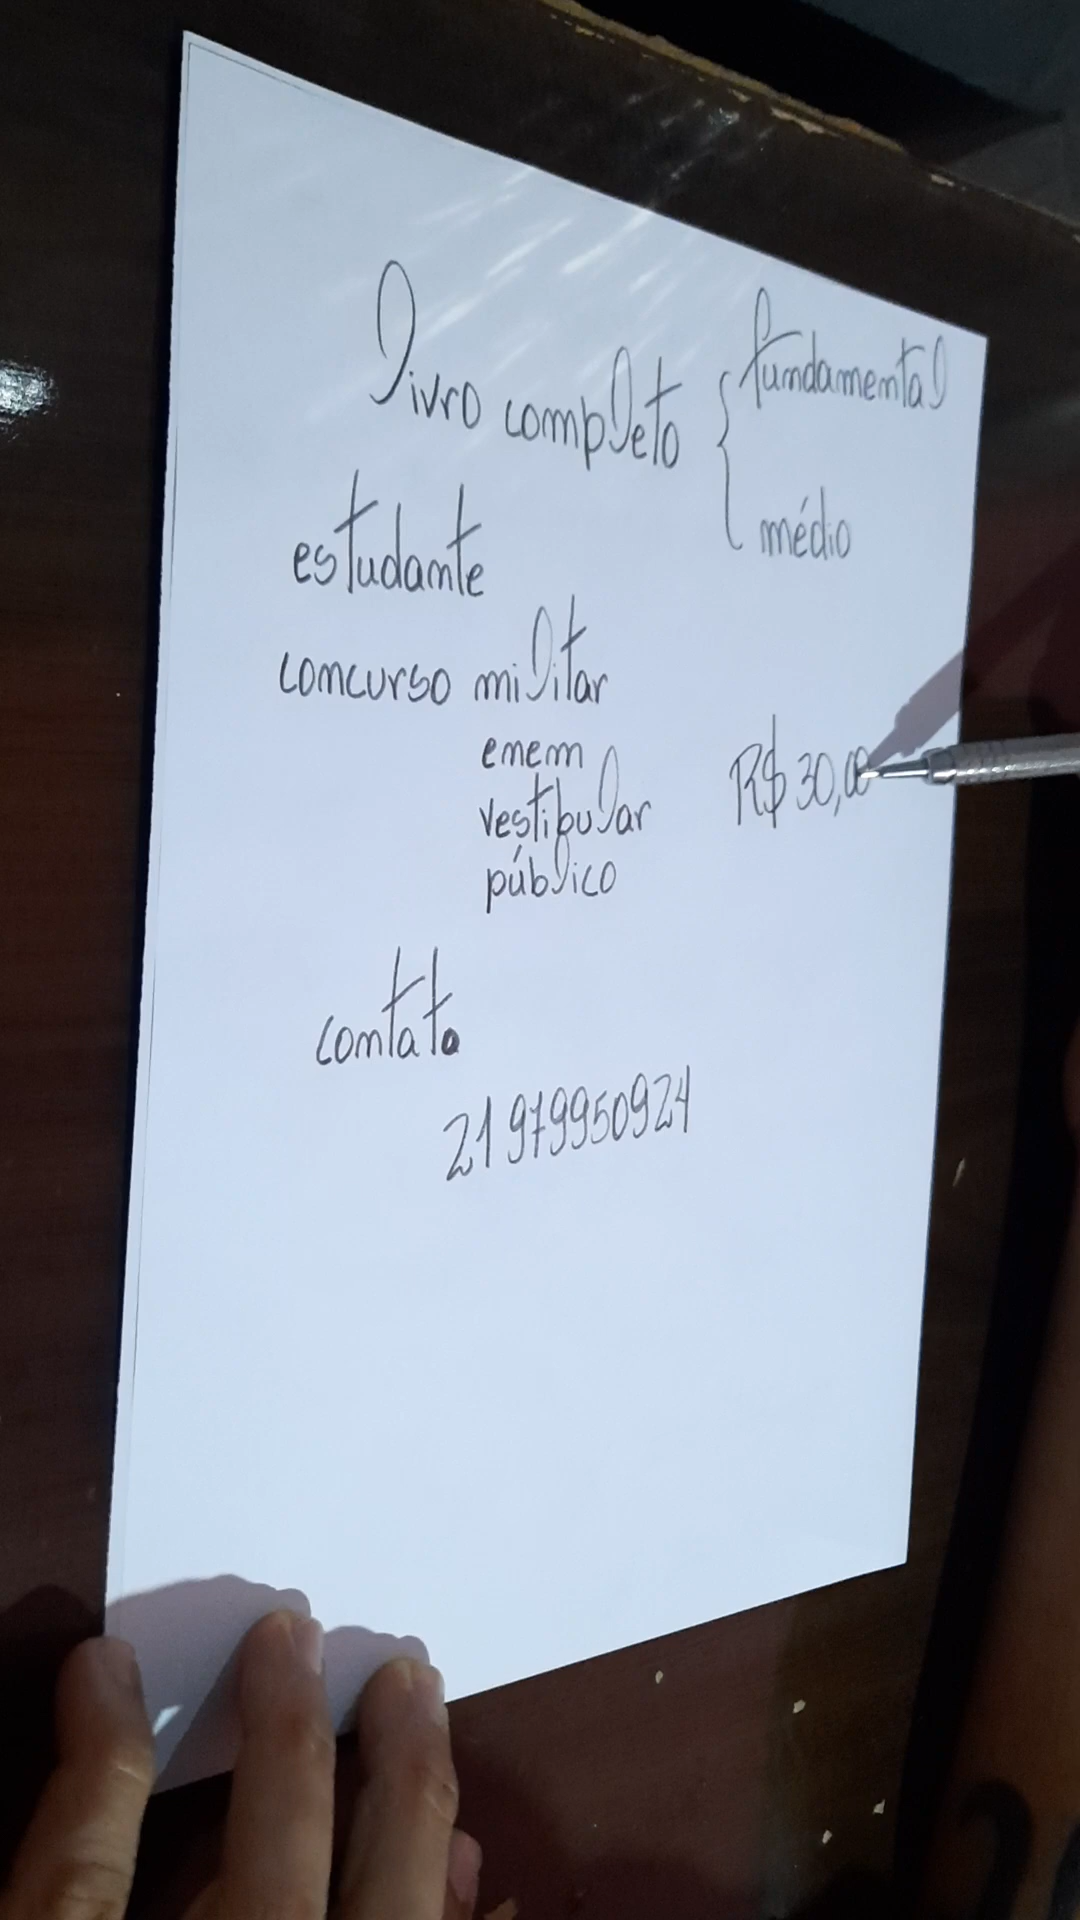 livro completo { fundamental
médio
estudante
concurso militar
enem
vestibular R$ 30,00
público
contato
21 979950924